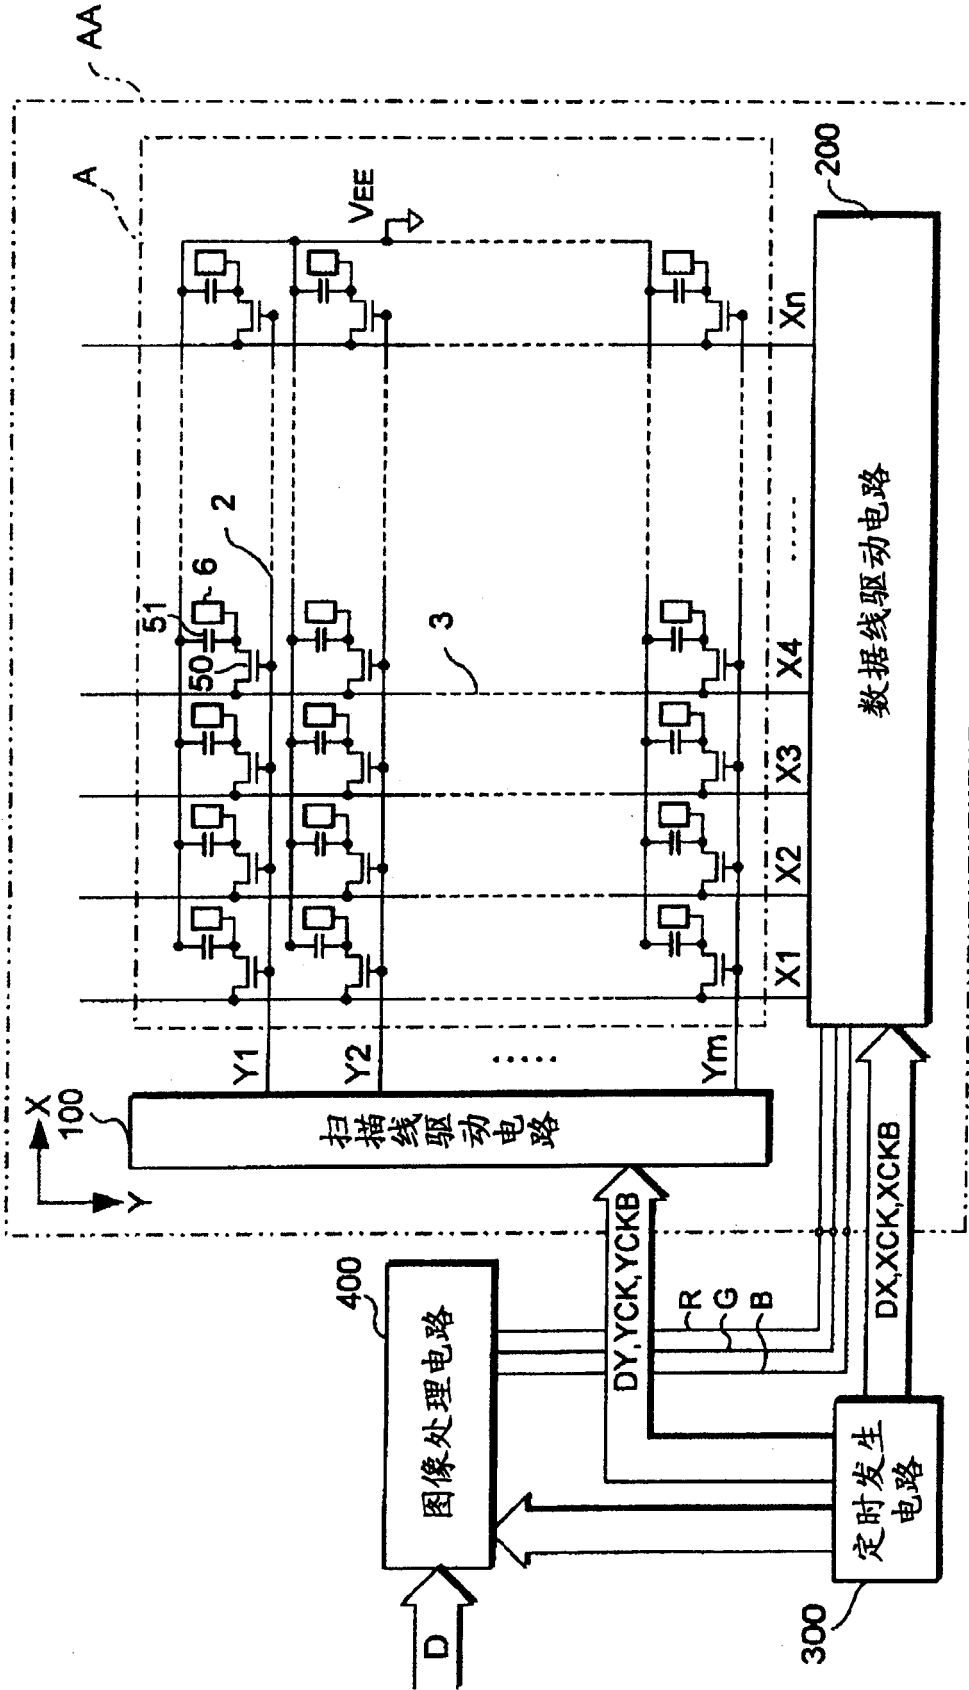 AA
A
VEE
200
Xn
2
6
51
50
3
X4
X3
X2
X1
.....
数据线驱动电路
Y1
Y2
.....
Ym
X
Y
100
扫描线驱动电路
400
图像处理电路
D
DY,YCK,YCKB
R
G
B
DX,XCK,XCKB
定时发生
电路
300